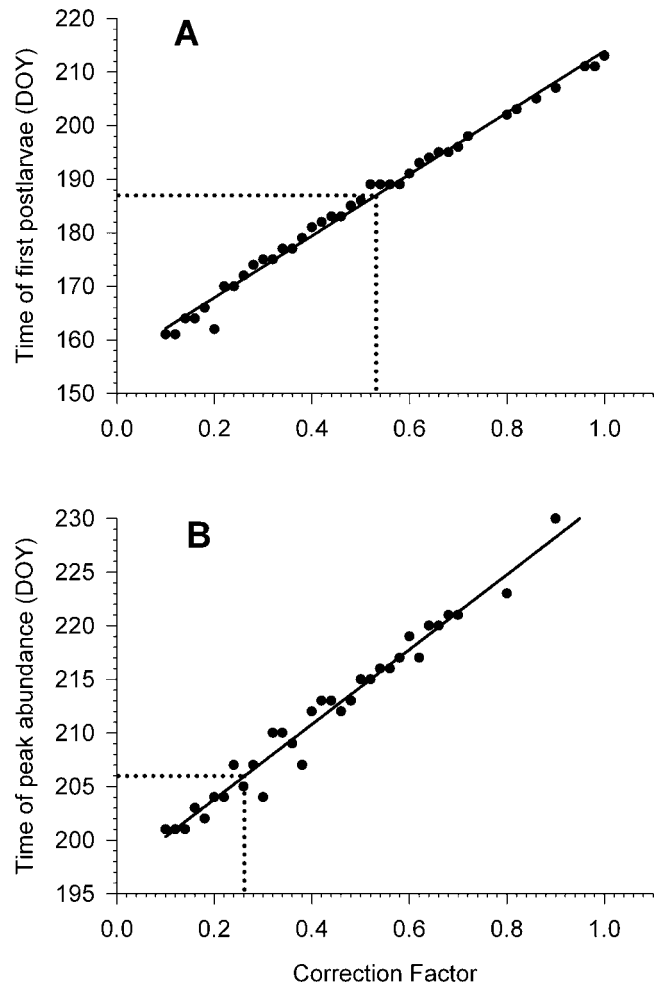 A
Time of first postlarvae (DOY)
220
210
200
190
180
170
160
150
0.0 0.2 0.4 0.6 0.8 1.0
B
Time of peak abundance (DOY)
230
225
220
215
210
205
200
195
0.0 0.2 0.4 0.6 0.8 1.0
Correction Factor